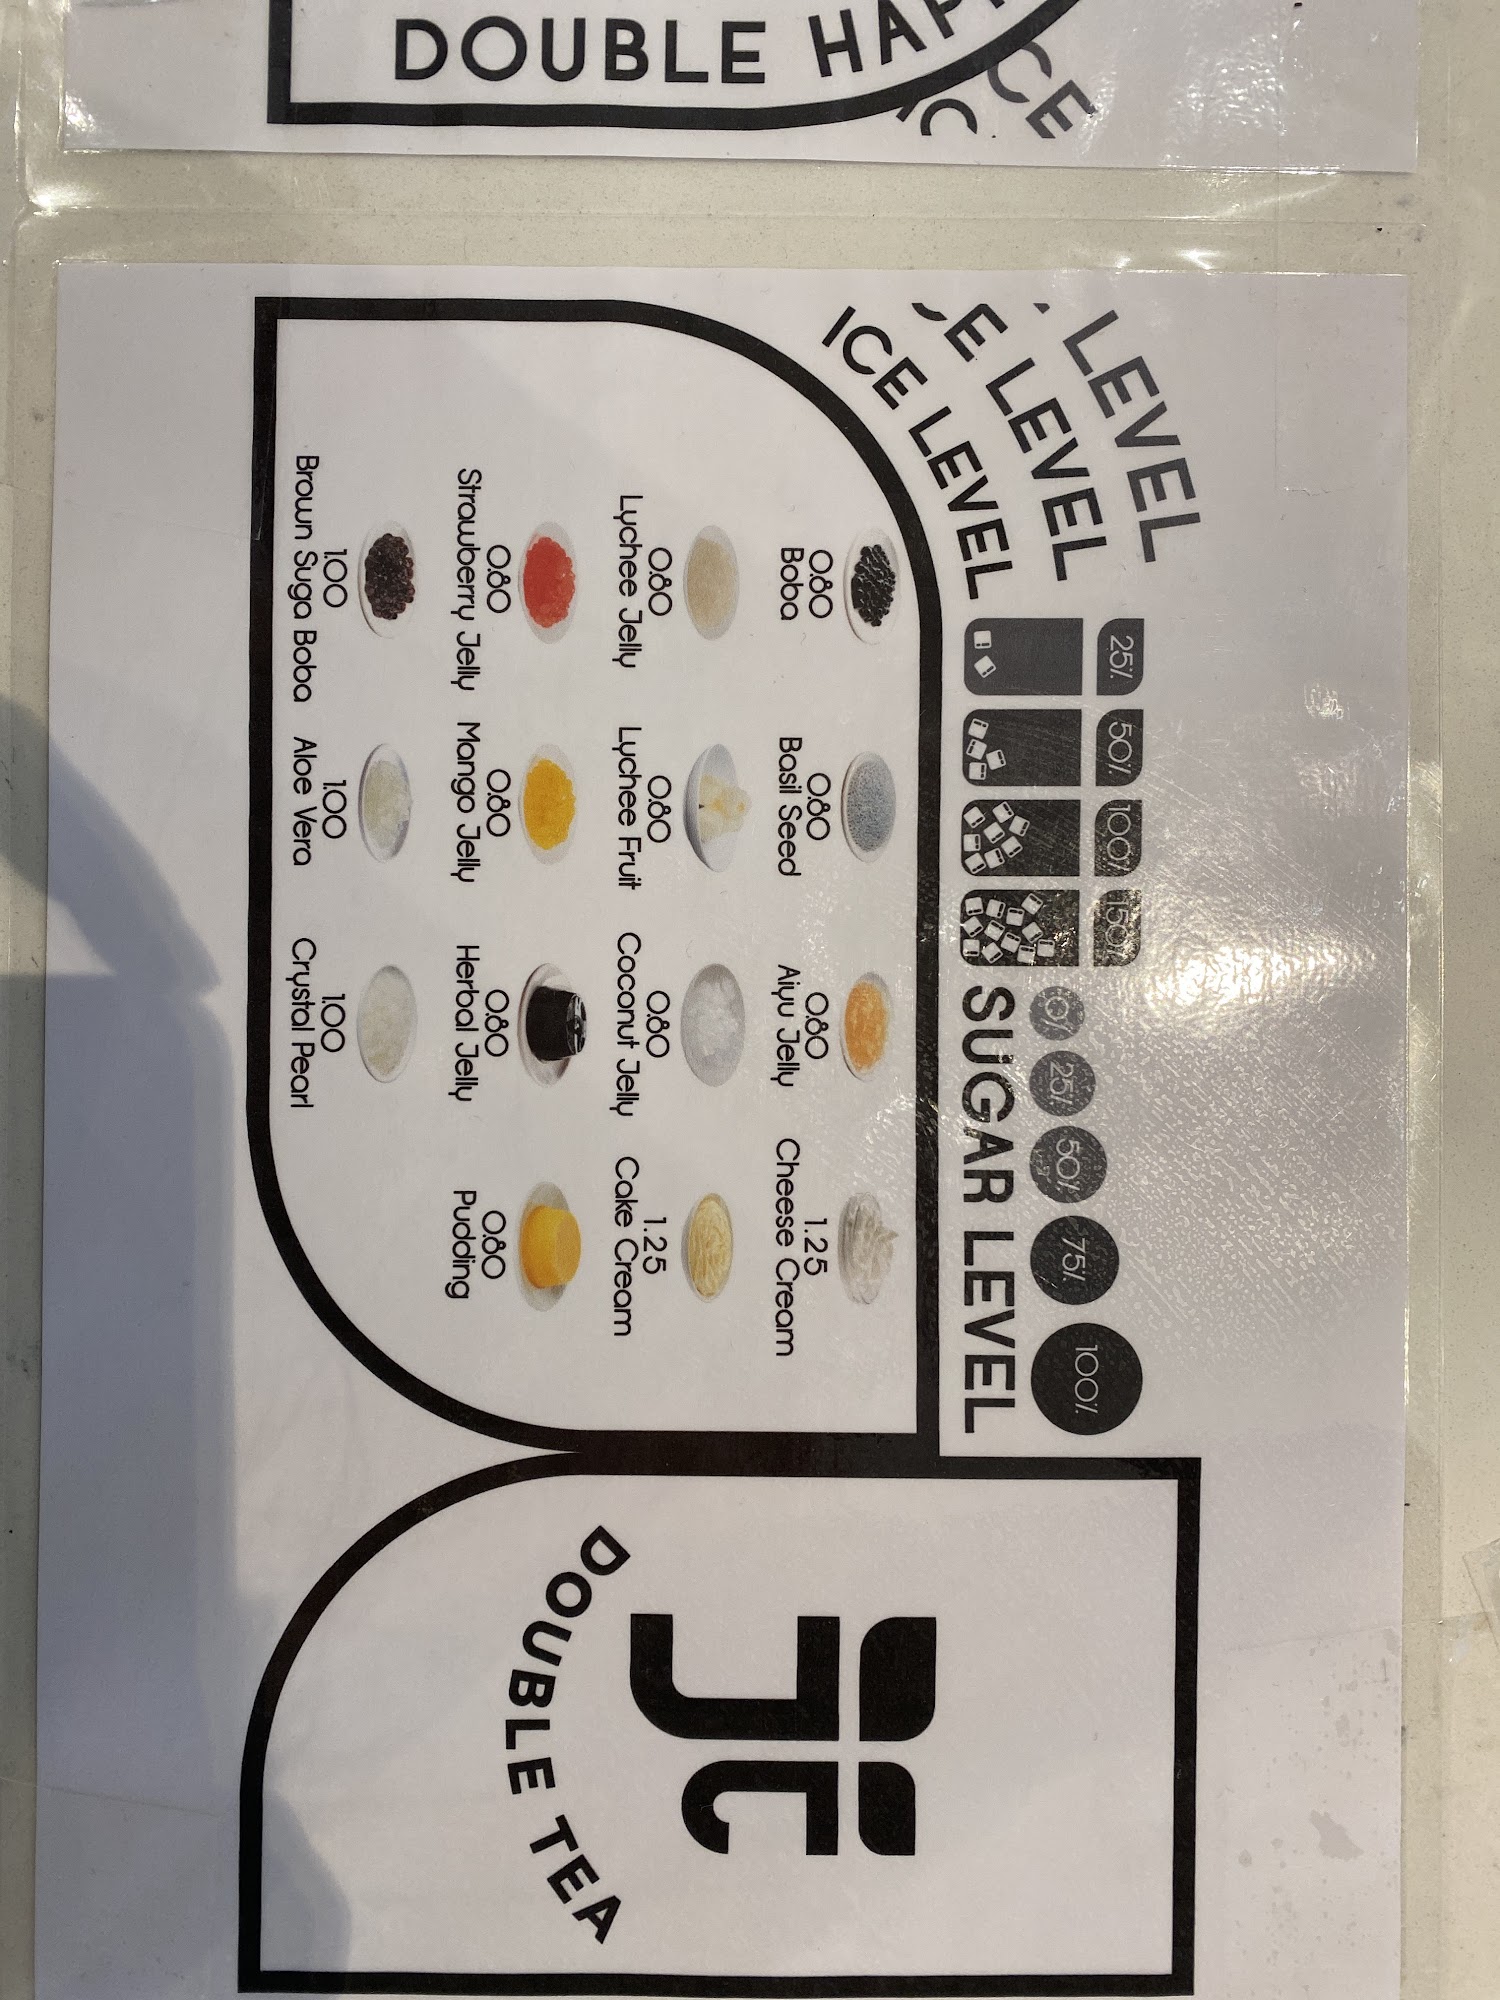 DOUBLE
ICE LEVEL
LEVEL
LEVEL
25% 50% 100% 150%
SUGAR LEVEL
25% 50% 75% 100%
0.80 0.80 0.80 1.25
Boba Basil Seed Aiyu Jelly Cheese Cream
0.80 0.80 0.80 1.25
Lychee Jelly Lychee Fruit Coconut Jelly Cake Cream
0.80 0.80 0.80 0.80
Strawberry Jelly Mango Jelly Herbal Jelly Pudding
1.00 1.00 1.00
Brown Suga Boba Aloe Vera Crystal Pearl
DOUBLE TEA